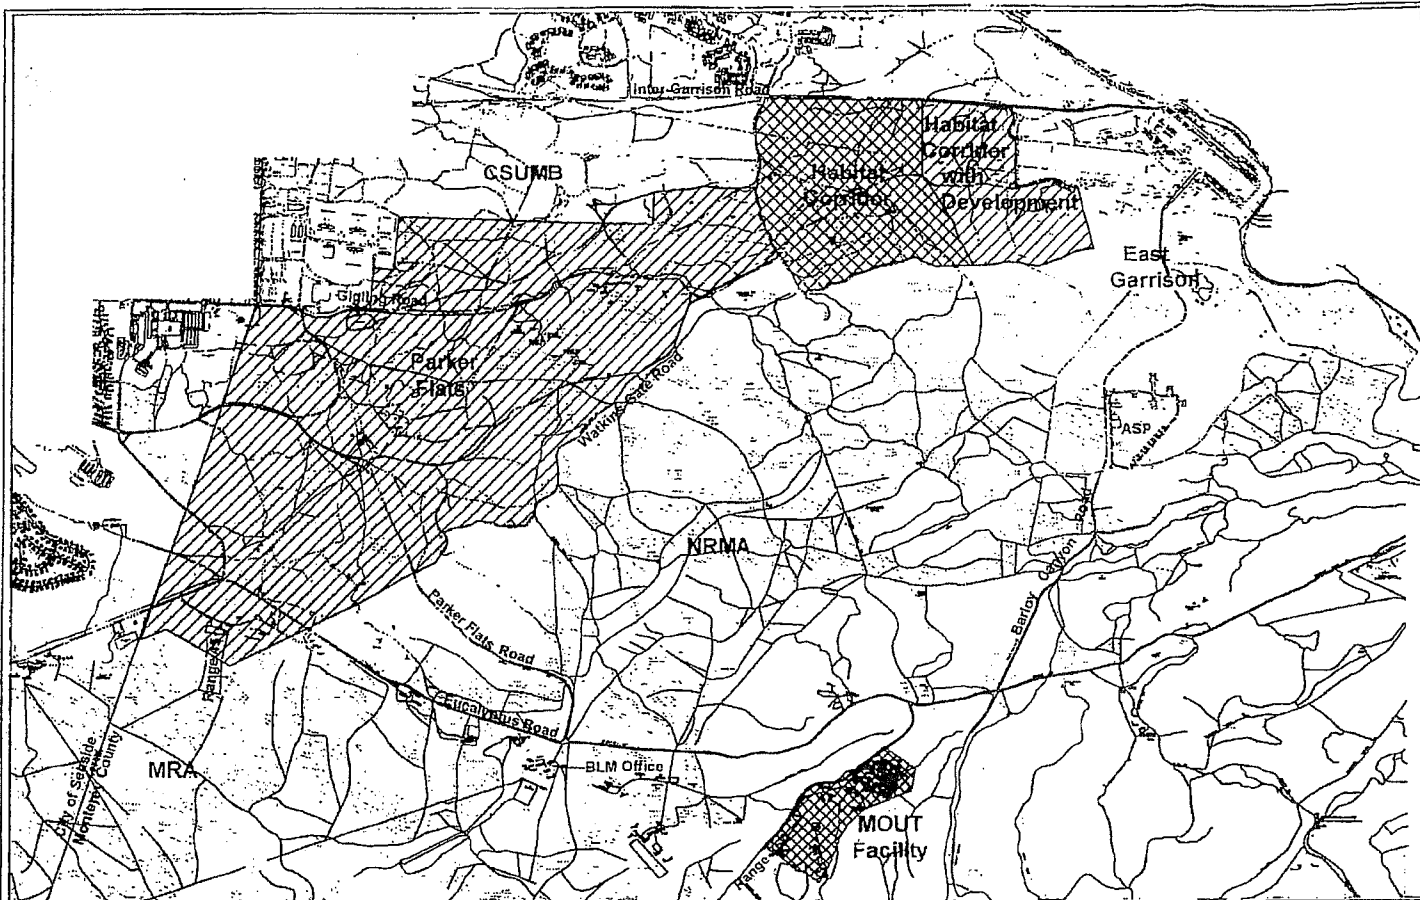 Inter-Garrison Road
Habitat
Corridor
with
Development
Habitat
Corridor
CSUMB
East
Garrison
Gigling Road
Parker
Flats
Watkins Gate Road
ASP
NRMA
Barloy
Canyon
Road
Parker Flats Road
Eucalyptus Road
BLM Office
MRA
City of Seaside
Monterey County
MOUT
Facility
Range